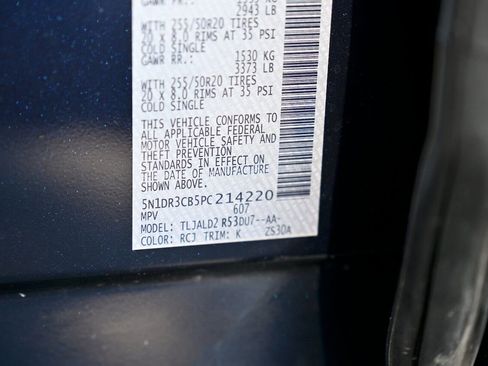 GAWR FR.:
2943 LB
WITH 255/50R20 TIRES
20 X 8.0 RIMS AT 35 PSI
COLD SINGLE
GAWR RR.: 1530 KG
3373 LB
WITH 255/50R20 TIRES
20 X 8.0 RIMS AT 35 PSI
COLD SINGLE
THIS VEHICLE CONFORMS TO
ALL APPLICABLE FEDERAL
MOTOR VEHICLE SAFETY AND
THEFT PREVENTION
STANDARDS IN EFFECT ON
THE DATE OF MANUFACTURE
SHOWN ABOVE.
5N1DR3CB5PC214220
MPV 607
MODEL: TLJALD2 R53DU7--AA-
COLOR: RCJ TRIM: K ZS30A